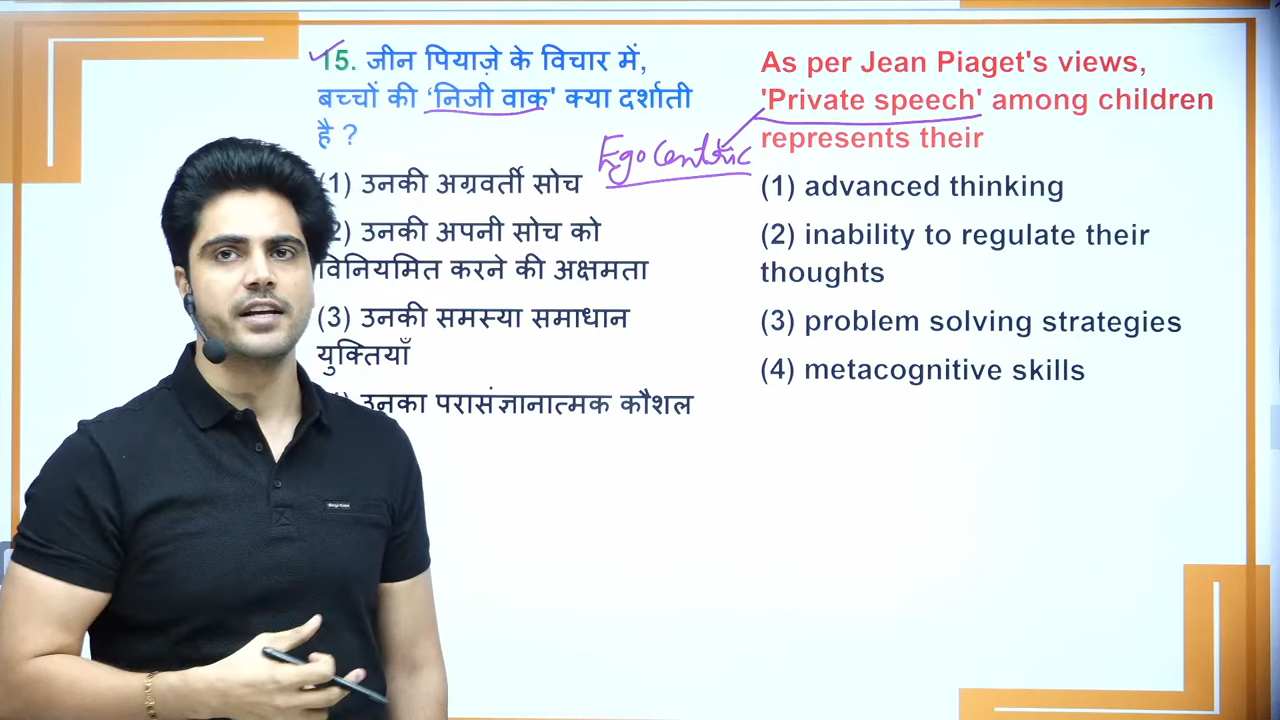 15. जीन पियाज़े के विचार में,
बच्चों की 'निजी वाक' क्या दर्शाती
है ?
(1) उनकी अग्रवर्ती सोच
2) उनकी अपनी सोच को
विनियमित करने की अक्षमता
(3) उनकी समस्या समाधान
युक्तियाँ
) उनका परासंज्ञानात्मक कौशल
Ego Centric
As per Jean Piaget's views,
'Private speech' among children
represents their
(1) advanced thinking
(2) inability to regulate their
thoughts
(3) problem solving strategies
(4) metacognitive skills